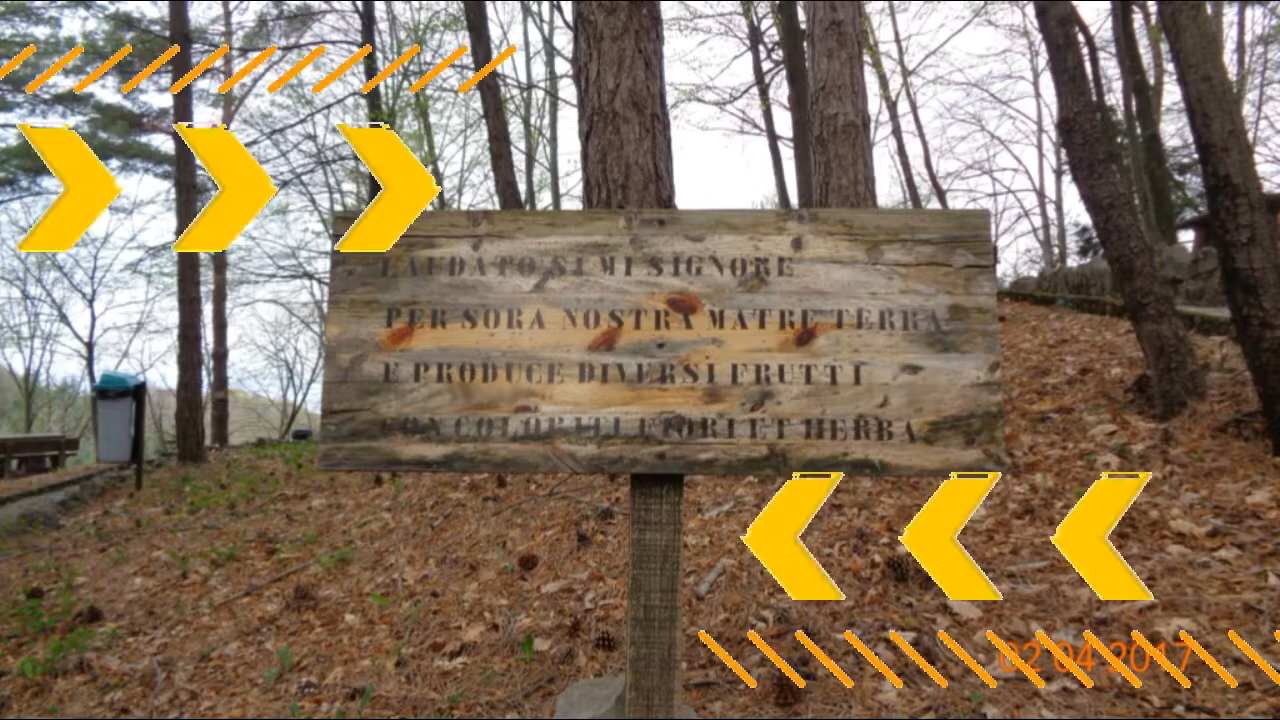 LAUDATO SI MI SIGNORE
PER SORA NOSTRA MATRE TERRA
E PRODUCE DIVERSI FRUTTI
CON COLORITI FIORI ET HERBA
02 04 2017